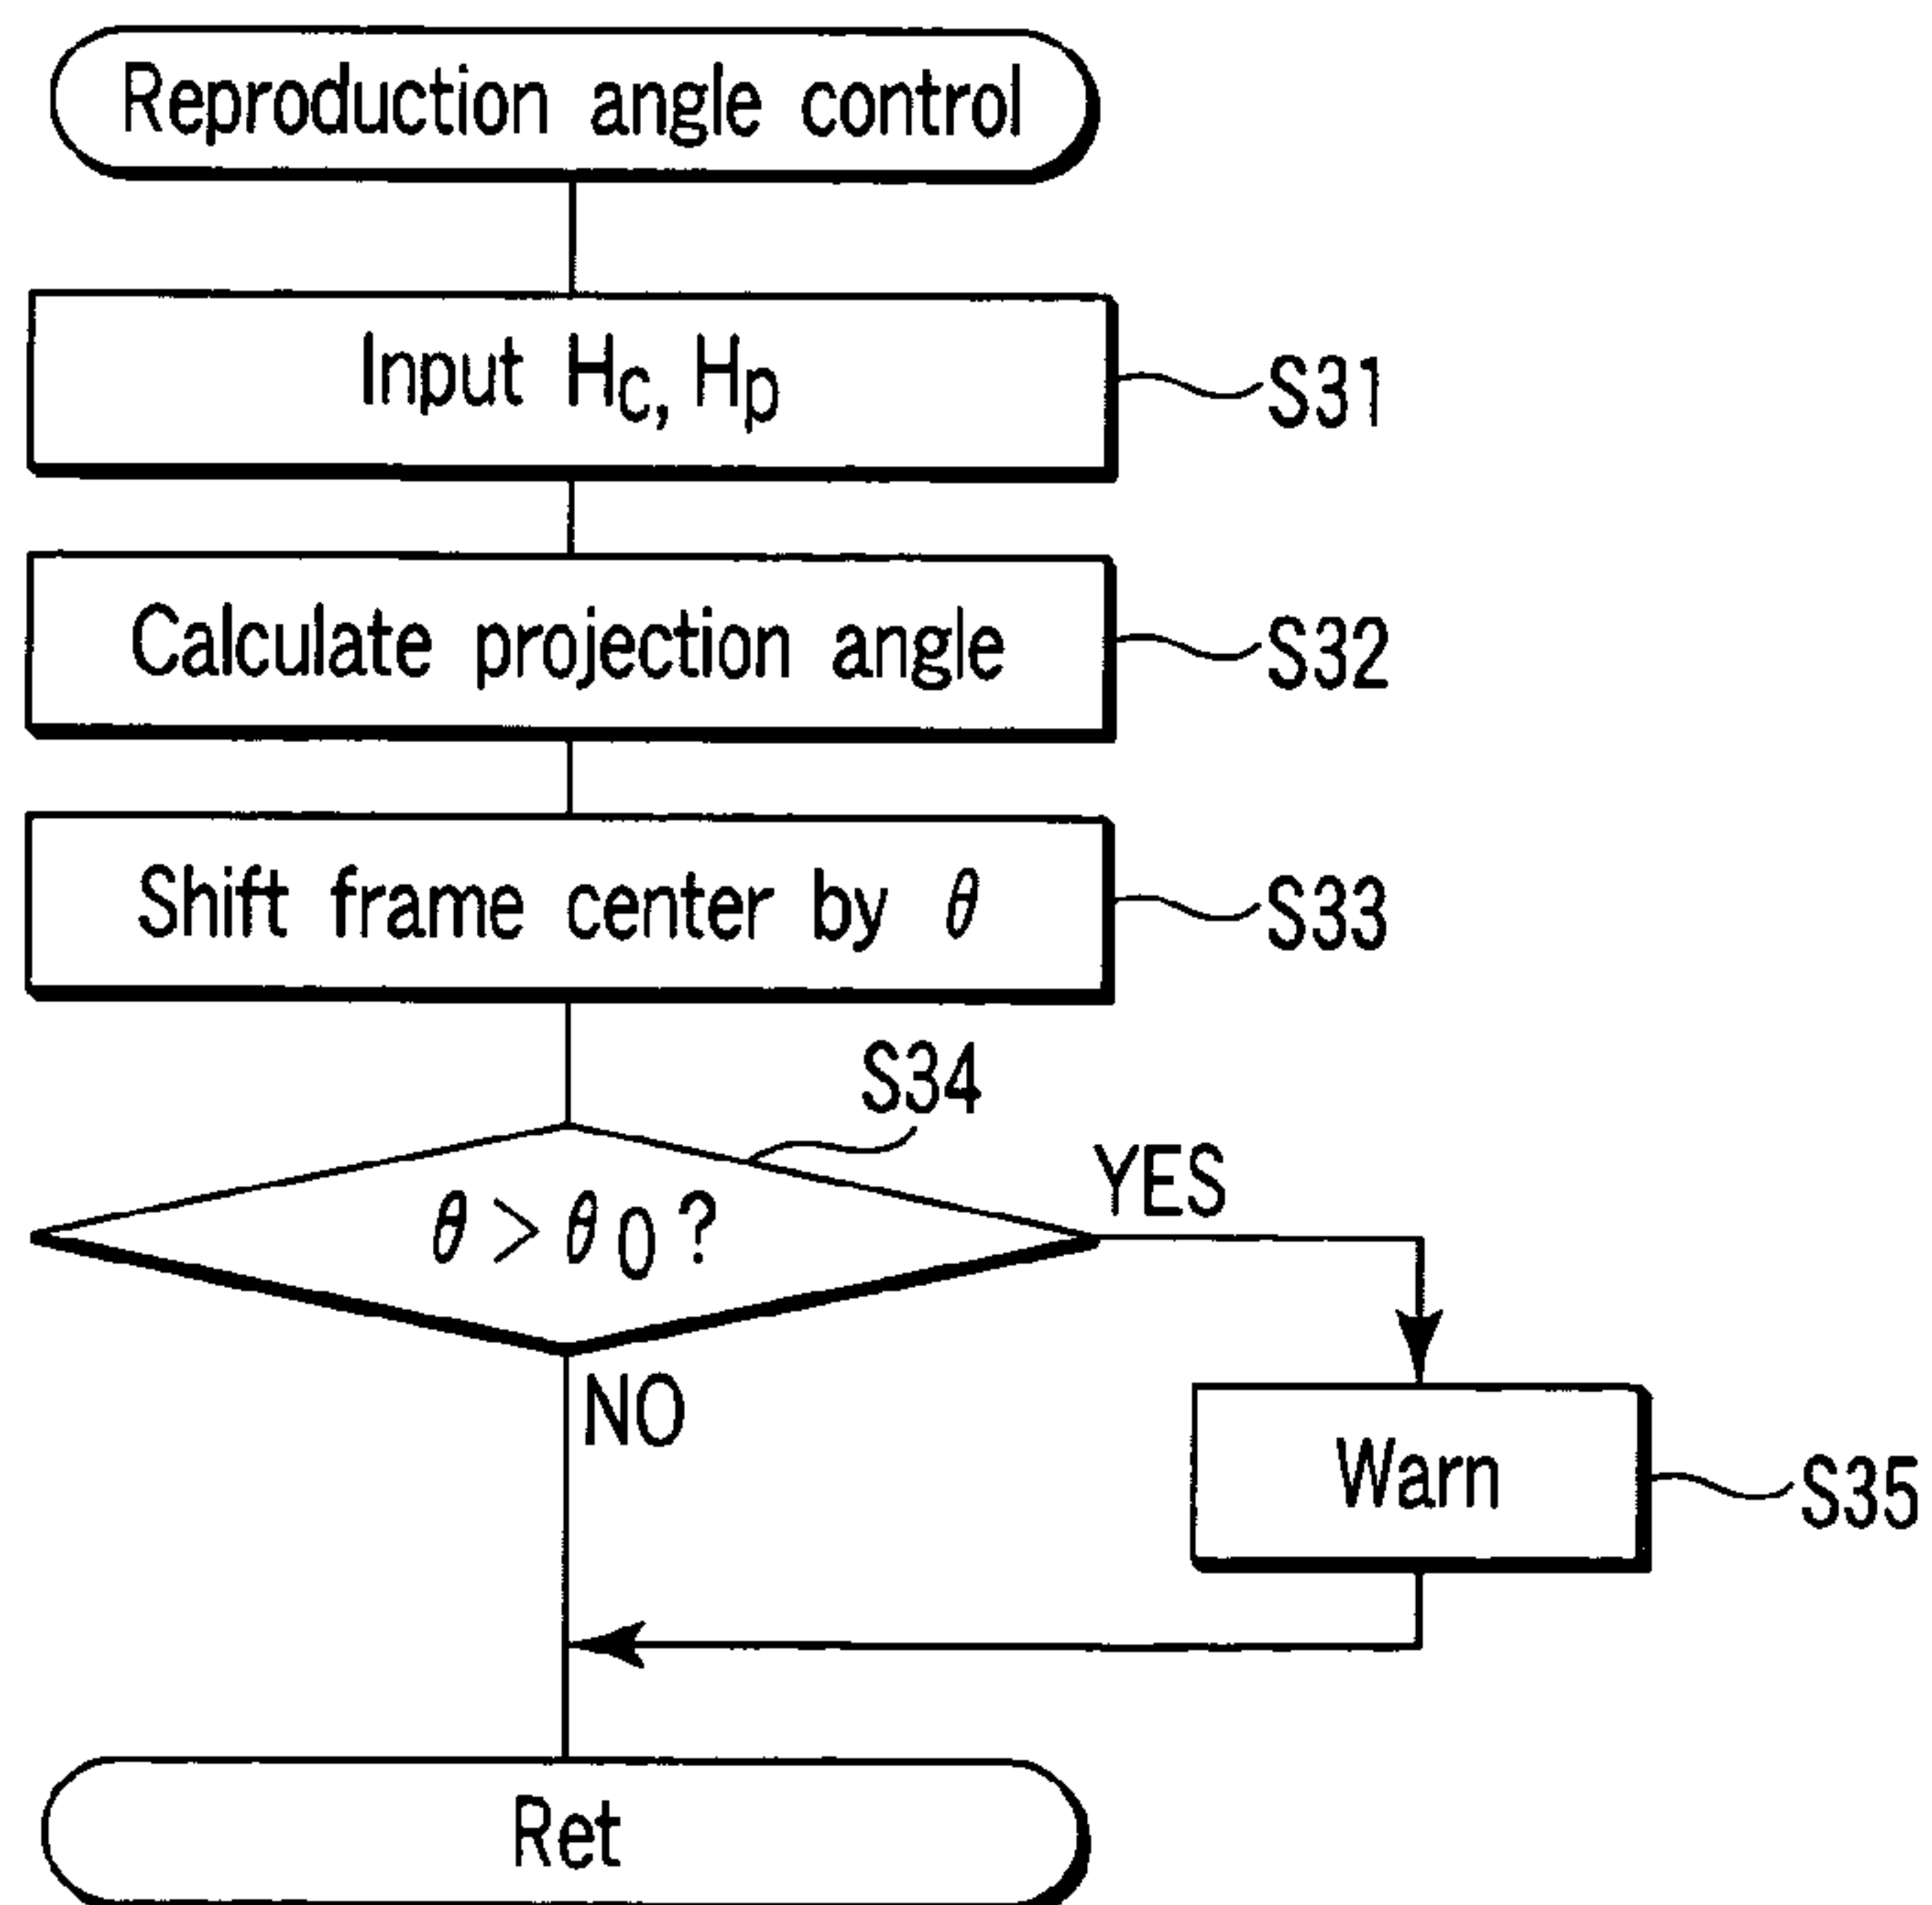 Reproduction angle control
Input Hc, Hp
S31
Calculate projection angle
S32
Shift frame center by θ
S33
S34
θ > θ0 ?
YES
NO
Warn
S35
Ret